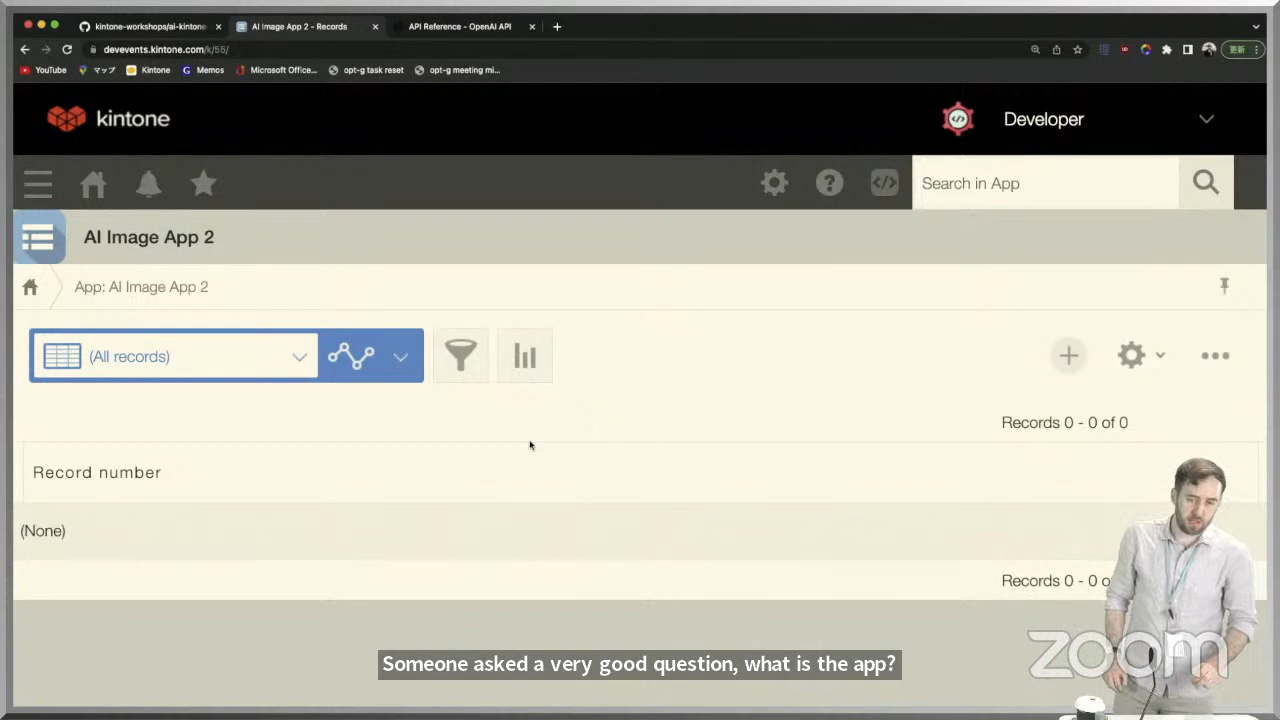 kintone-workshops/ai-kintone-
AI Image App 2 - Records
API Reference - OpenAI API
devevents.kintone.com/k/55/
更新
YouTube
マップ
Kintone
Memos
Microsoft Office...
opt-g task reset
opt-g meeting mi...
kintone
Developer
Search in App
AI Image App 2
App: AI Image App 2
(All records)
Records 0 - 0 of 0
Record number
(None)
Records 0 - 0 o
Someone asked a very good question, what is the app?
zoom